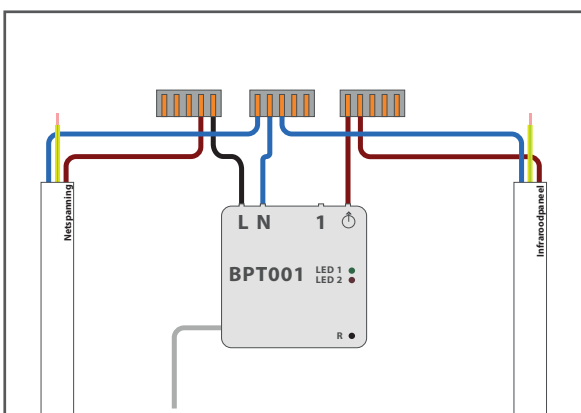 Netspanning
L N 1
BPT001
LED 1
LED 2
R
Infraroodpaneel